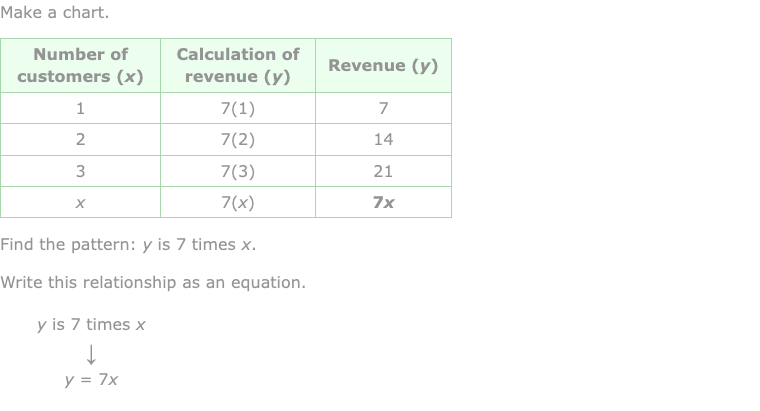 Make a chart.
Number of customers (x) Calculation of revenue (y) Revenue (y)
1 7(1) 7
2 7(2) 14
3 7(3) 21
x 7(x) 7x
Find the pattern: y is 7 times x.
Write this relationship as an equation.
y is 7 times x
↓
y = 7x